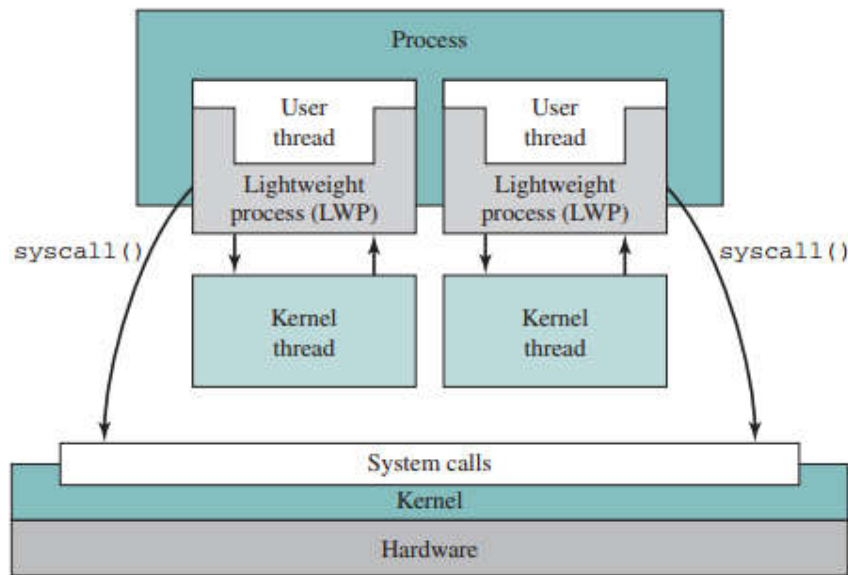 Process
User
thread
User
thread
Lightweight
process (LWP)
Lightweight
process (LWP)
syscall()
syscall()
Kernel
thread
Kernel
thread
System calls
Kernel
Hardware